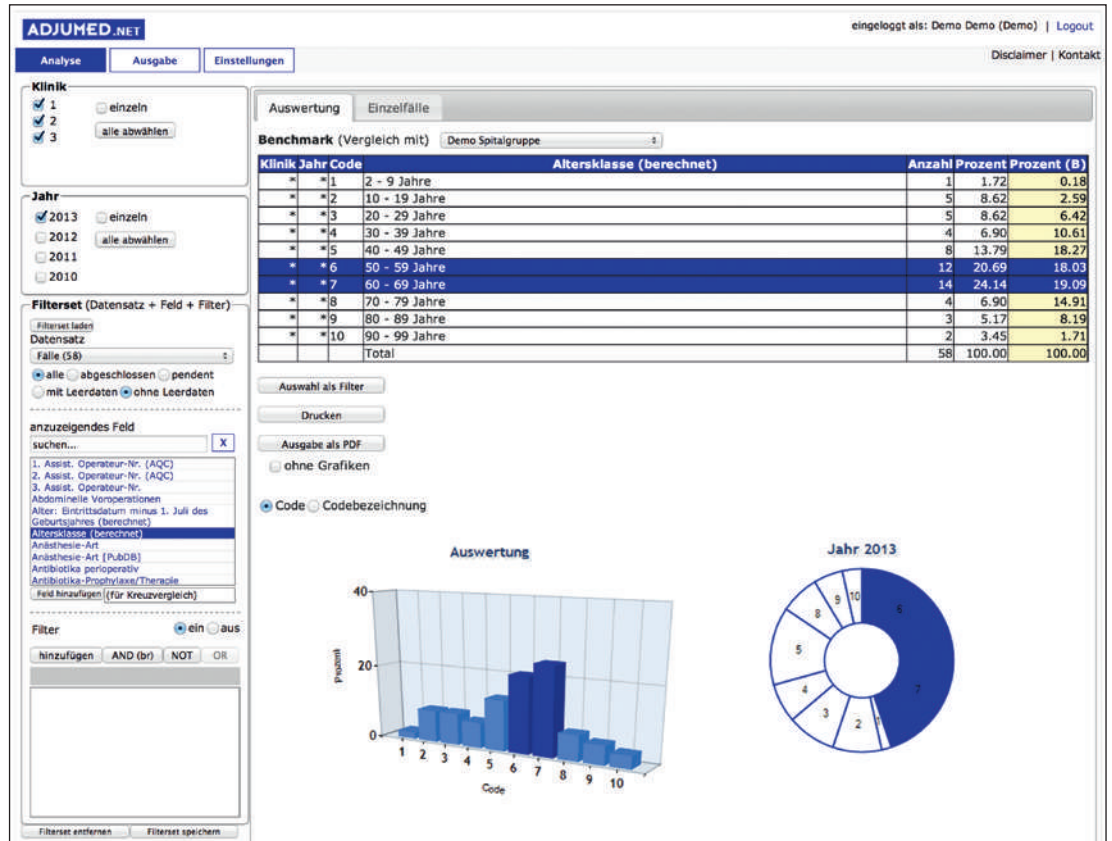 ADJUMED.NET
eingeloggt als: Demo Demo (Demo) | Logout
Analyse Ausgabe Einstellungen
Disclaimer | Kontakt
Klinik
1 einzeln
2 alle abwählen
3
Jahr
2013 einzeln
2012 alle abwählen
2011
2010
Filterset (Datensatz + Feld + Filter)
Filterset laden
Datensatz
Fälle (58)
alle abgeschlossen pendent
mit Leerdaten ohne Leerdaten
anzuzeigendes Feld
suchen... X
1. Assist. Operateur-Nr. (AQC)
2. Assist. Operateur-Nr. (AQC)
3. Assist. Operateur-Nr.
Abdominelle Voroperationen
Alter: Eintrittsdatum minus 1. Juli des
Geburtsjahres (berechnet)
Altersklasse (berechnet)
Anästhesie-Art
Anästhesie-Art [PubDB]
Antibiotika perioperativ
Antibiotika-Prophylaxe/Therapie
Feld hinzufügen (für Kreuzvergleich)
Filter ein aus
hinzufügen AND (br) NOT OR
Filterset entfernen Filterset speichern
Auswertung Einzelfälle
Benchmark (Vergleich mit) Demo Spitalgruppe
Klinik Jahr Code Altersklasse (berechnet) Anzahl Prozent Prozent (B)
* * 1 2 - 9 Jahre 1 1.72 0.18
* * 2 10 - 19 Jahre 5 8.62 2.59
* * 3 20 - 29 Jahre 5 8.62 6.42
* * 4 30 - 39 Jahre 4 6.90 10.61
* * 5 40 - 49 Jahre 8 13.79 18.27
* * 6 50 - 59 Jahre 12 20.69 18.03
* * 7 60 - 69 Jahre 14 24.14 19.09
* * 8 70 - 79 Jahre 4 6.90 14.91
* * 9 80 - 89 Jahre 3 5.17 8.19
* * 10 90 - 99 Jahre 2 3.45 1.71
Total 58 100.00 100.00
Auswahl als Filter
Drucken
Ausgabe als PDF
ohne Grafiken
Code Codebezeichnung
Auswertung
40
20
0
Prozent
1 2 3 4 5 6 7 8 9 10
Code
Jahr 2013
10
9
8
6
5
7
4
3
2
1